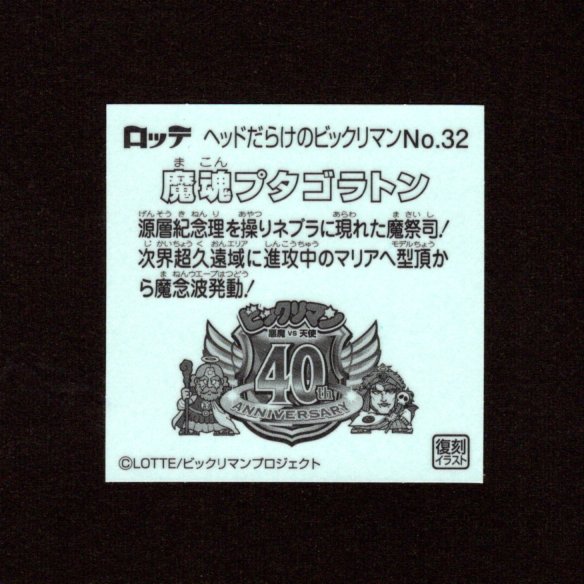 ロッテ ヘッドだらけのビックリマンNo.32
ま こん
魔魂プタゴラトン
げんそう き ねん り あやつ あらわ ま さい し
源層紀念理を操りネブラに現れた魔祭司!
じ かいちょう く おんエリア しんこうちゅう モデルちょう
次界超久遠域に進攻中のマリアへ型頂か
ま ねんウエーブはつどう
ら魔念波発動!
ビックリマン
悪魔 VS 天使
40th
ANNIVERSARY
©LOTTE/ビックリマンプロジェクト
復刻
イラスト